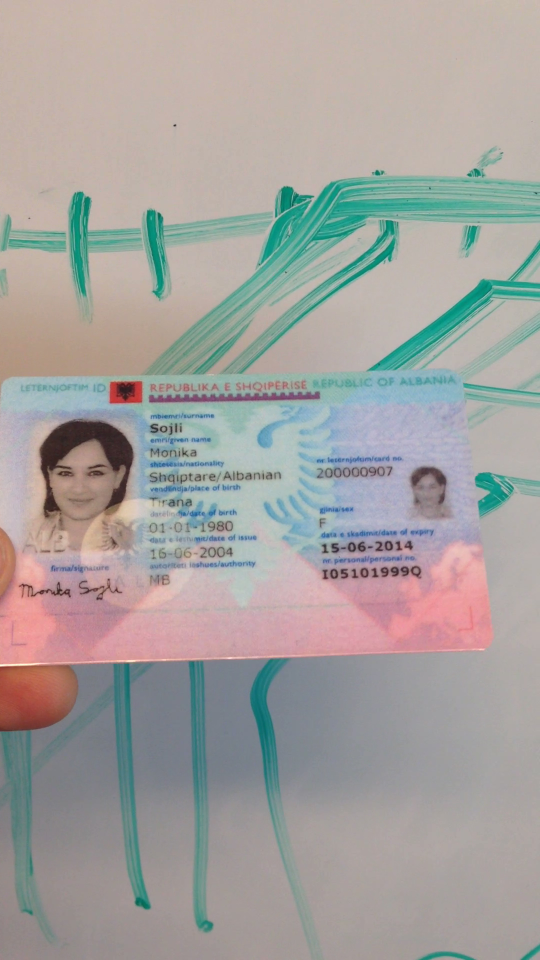 LETËRNJOFTIM ID REPUBLIKA E SHQIPËRISË REPUBLIC OF ALBANIA
mbiemri/surname
Sojli
emri/given name
Monika
nr. leternjoftim/card no.
shtetësia/nationality
200000907
Shqiptare/Albanian
vendlindja/place of birth
Tirana
gjinia/sex
datëlindja/date of birth
F
01-01-1980
data e skadimit/date of expiry
data e lëshimit/date of issue
15-06-2014
16-06-2004
nr. personal/personal no.
autoriteti lëshues/authority
I05101999Q
MB
ALB
firma/signature
Monika Sojli